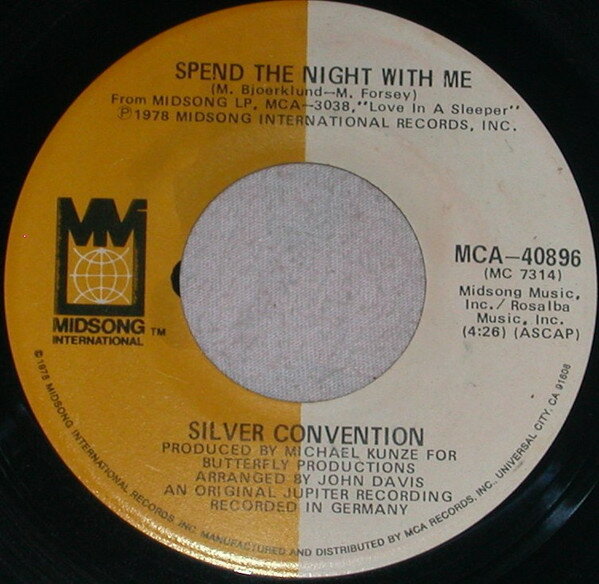 SPEND THE NIGHT WITH ME
(M. Bjoerklund-M. Forsey)
From MIDSONG LP, MCA-3038,"Love In A Sleeper"
Ⓟ1978 MIDSONG INTERNATIONAL RECORDS, INC.
MM
MIDSONG TM
INTERNATIONAL
MCA-40896
(MC 7314)
Midsong Music,
Inc./ Rosalba
Music, Inc.
(4:26) (ASCAP)
SILVER CONVENTION
PRODUCED BY MICHAEL KUNZE FOR
BUTTERFLY PRODUCTIONS
ARRANGED BY JOHN DAVIS
AN ORIGINAL JUPITER RECORDING
RECORDED IN GERMANY
©1978 MIDSONG INTERNATIONAL RECORDS INC MANUFACTURED AND DISTRIBUTED BY MCA RECORDS, INC., UNIVERSAL CITY, CA 91608